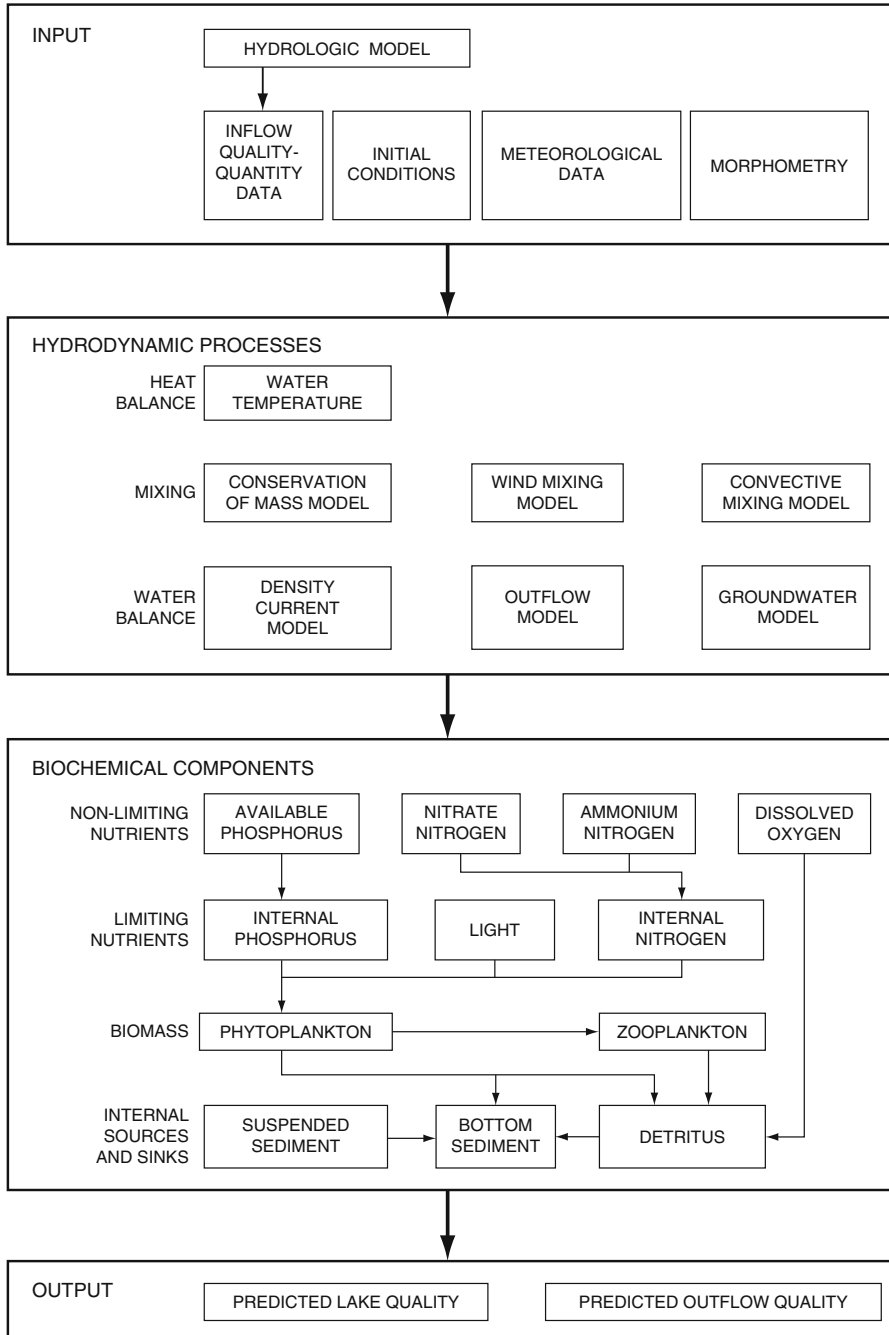 INPUT
HYDROLOGIC MODEL
INFLOW
QUALITY-
QUANTITY
DATA
INITIAL
CONDITIONS
METEOROLOGICAL
DATA
MORPHOMETRY
HYDRODYNAMIC PROCESSES
HEAT
BALANCE
WATER
TEMPERATURE
MIXING
CONSERVATION
OF MASS MODEL
WIND MIXING
MODEL
CONVECTIVE
MIXING MODEL
WATER
BALANCE
DENSITY
CURRENT
MODEL
OUTFLOW
MODEL
GROUNDWATER
MODEL
BIOCHEMICAL COMPONENTS
NON-LIMITING
NUTRIENTS
AVAILABLE
PHOSPHORUS
NITRATE
NITROGEN
AMMONIUM
NITROGEN
DISSOLVED
OXYGEN
LIMITING
NUTRIENTS
INTERNAL
PHOSPHORUS
LIGHT
INTERNAL
NITROGEN
BIOMASS
PHYTOPLANKTON
ZOOPLANKTON
INTERNAL
SOURCES
AND SINKS
SUSPENDED
SEDIMENT
BOTTOM
SEDIMENT
DETRITUS
OUTPUT
PREDICTED LAKE QUALITY
PREDICTED OUTFLOW QUALITY